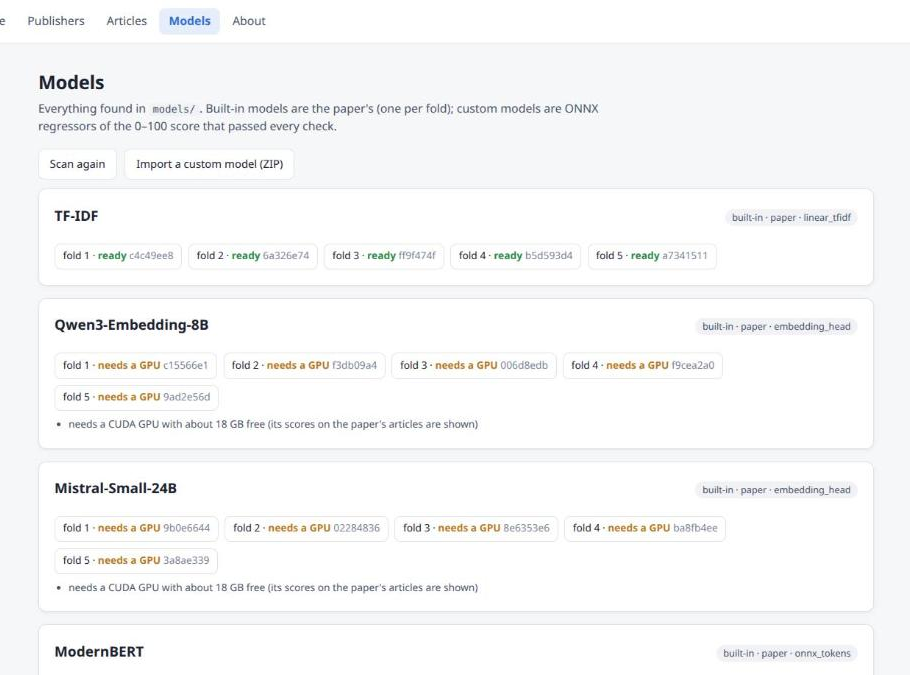 e Publishers Articles Models About
Models
Everything found in models/ . Built-in models are the paper's (one per fold); custom models are ONNX
regressors of the 0–100 score that passed every check.
Scan again Import a custom model (ZIP)
TF-IDF built-in · paper · linear_tfidf
fold 1 · ready c4c49ee8 fold 2 · ready 6a326e74 fold 3 · ready ff9f474f fold 4 · ready b5d593d4 fold 5 · ready a7341511
Qwen3-Embedding-8B built-in · paper · embedding_head
fold 1 · needs a GPU c15566e1 fold 2 · needs a GPU f3db09a4 fold 3 · needs a GPU 006d8edb fold 4 · needs a GPU f9cea2a0
fold 5 · needs a GPU 9ad2e56d
• needs a CUDA GPU with about 18 GB free (its scores on the paper's articles are shown)
Mistral-Small-24B built-in · paper · embedding_head
fold 1 · needs a GPU 9b0e6644 fold 2 · needs a GPU 02284836 fold 3 · needs a GPU 8e6353e6 fold 4 · needs a GPU ba8fb4ee
fold 5 · needs a GPU 3a8ae339
• needs a CUDA GPU with about 18 GB free (its scores on the paper's articles are shown)
ModernBERT built-in · paper · onnx_tokens